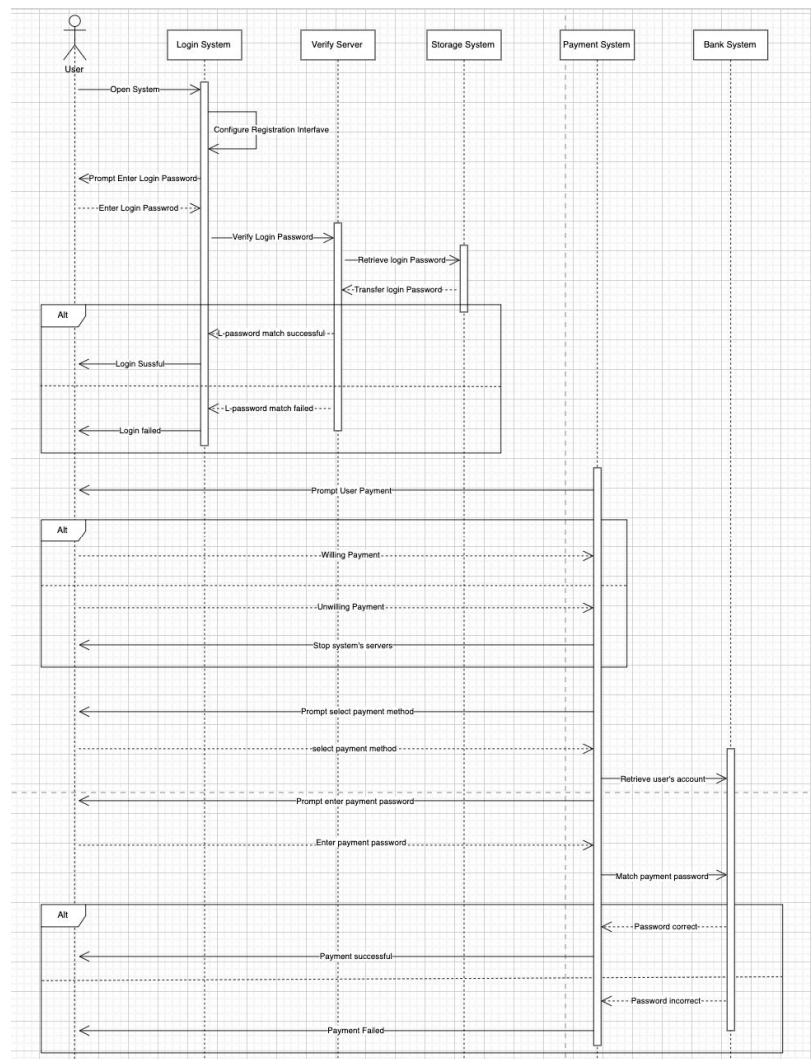 User
Login System
Verify Server
Storage System
Payment System
Bank System
Open System
Configure Registration Interfave
Prompt Enter Login Password
Enter Login Passwrod
Verify Login Password
Retrieve login Password
Transfer login Password
Alt
L-password match successful
Login Sussful
L-password match failed
Login failed
Prompt User Payment
Alt
Willing Payment
Unwilling Payment
Stop system's servers
Prompt select payment method
select payment method
Retrieve user's account
Prompt enter payment password
Enter payment password
Match payment password
Alt
Password correct
Payment successful
Password incorrect
Payment Failed